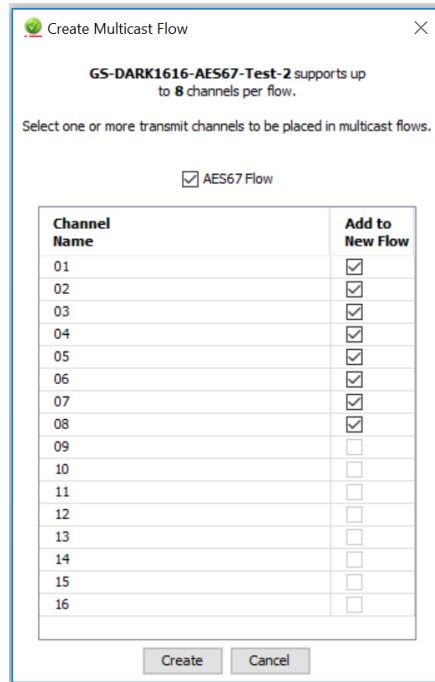 Create Multicast Flow
GS-DARK1616-AES67-Test-2 supports up
to 8 channels per flow.
Select one or more transmit channels to be placed in multicast flows.
AES67 Flow
Channel Name
Add to New Flow
01
02
03
04
05
06
07
08
09
10
11
12
13
14
15
16
Create
Cancel